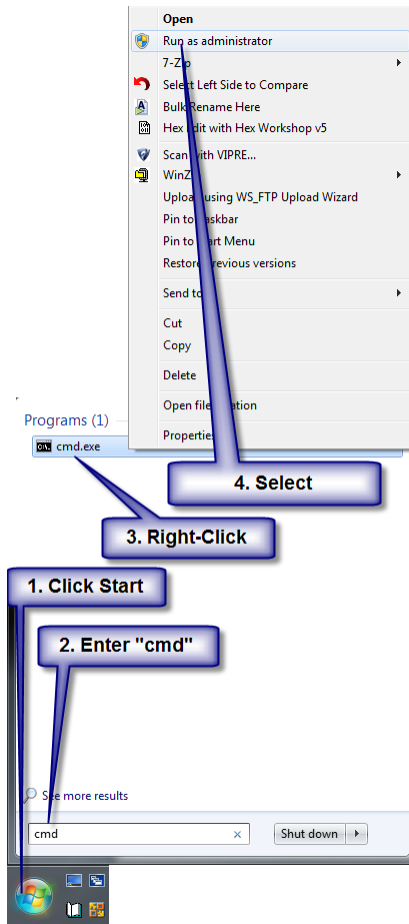 Open
Run as administrator
7-Zip
Select Left Side to Compare
Bulk Rename Here
Hex Edit with Hex Workshop v5
Scan with VIPRE...
WinZ
Upload using WS_FTP Upload Wizard
Pin to Taskbar
Pin to Start Menu
Restore previous versions
Send to
Cut
Copy
Delete
Open file location
Properties
Programs (1)
cmd.exe
4. Select
3. Right-Click
1. Click Start
2. Enter "cmd"
See more results
cmd
Shut down